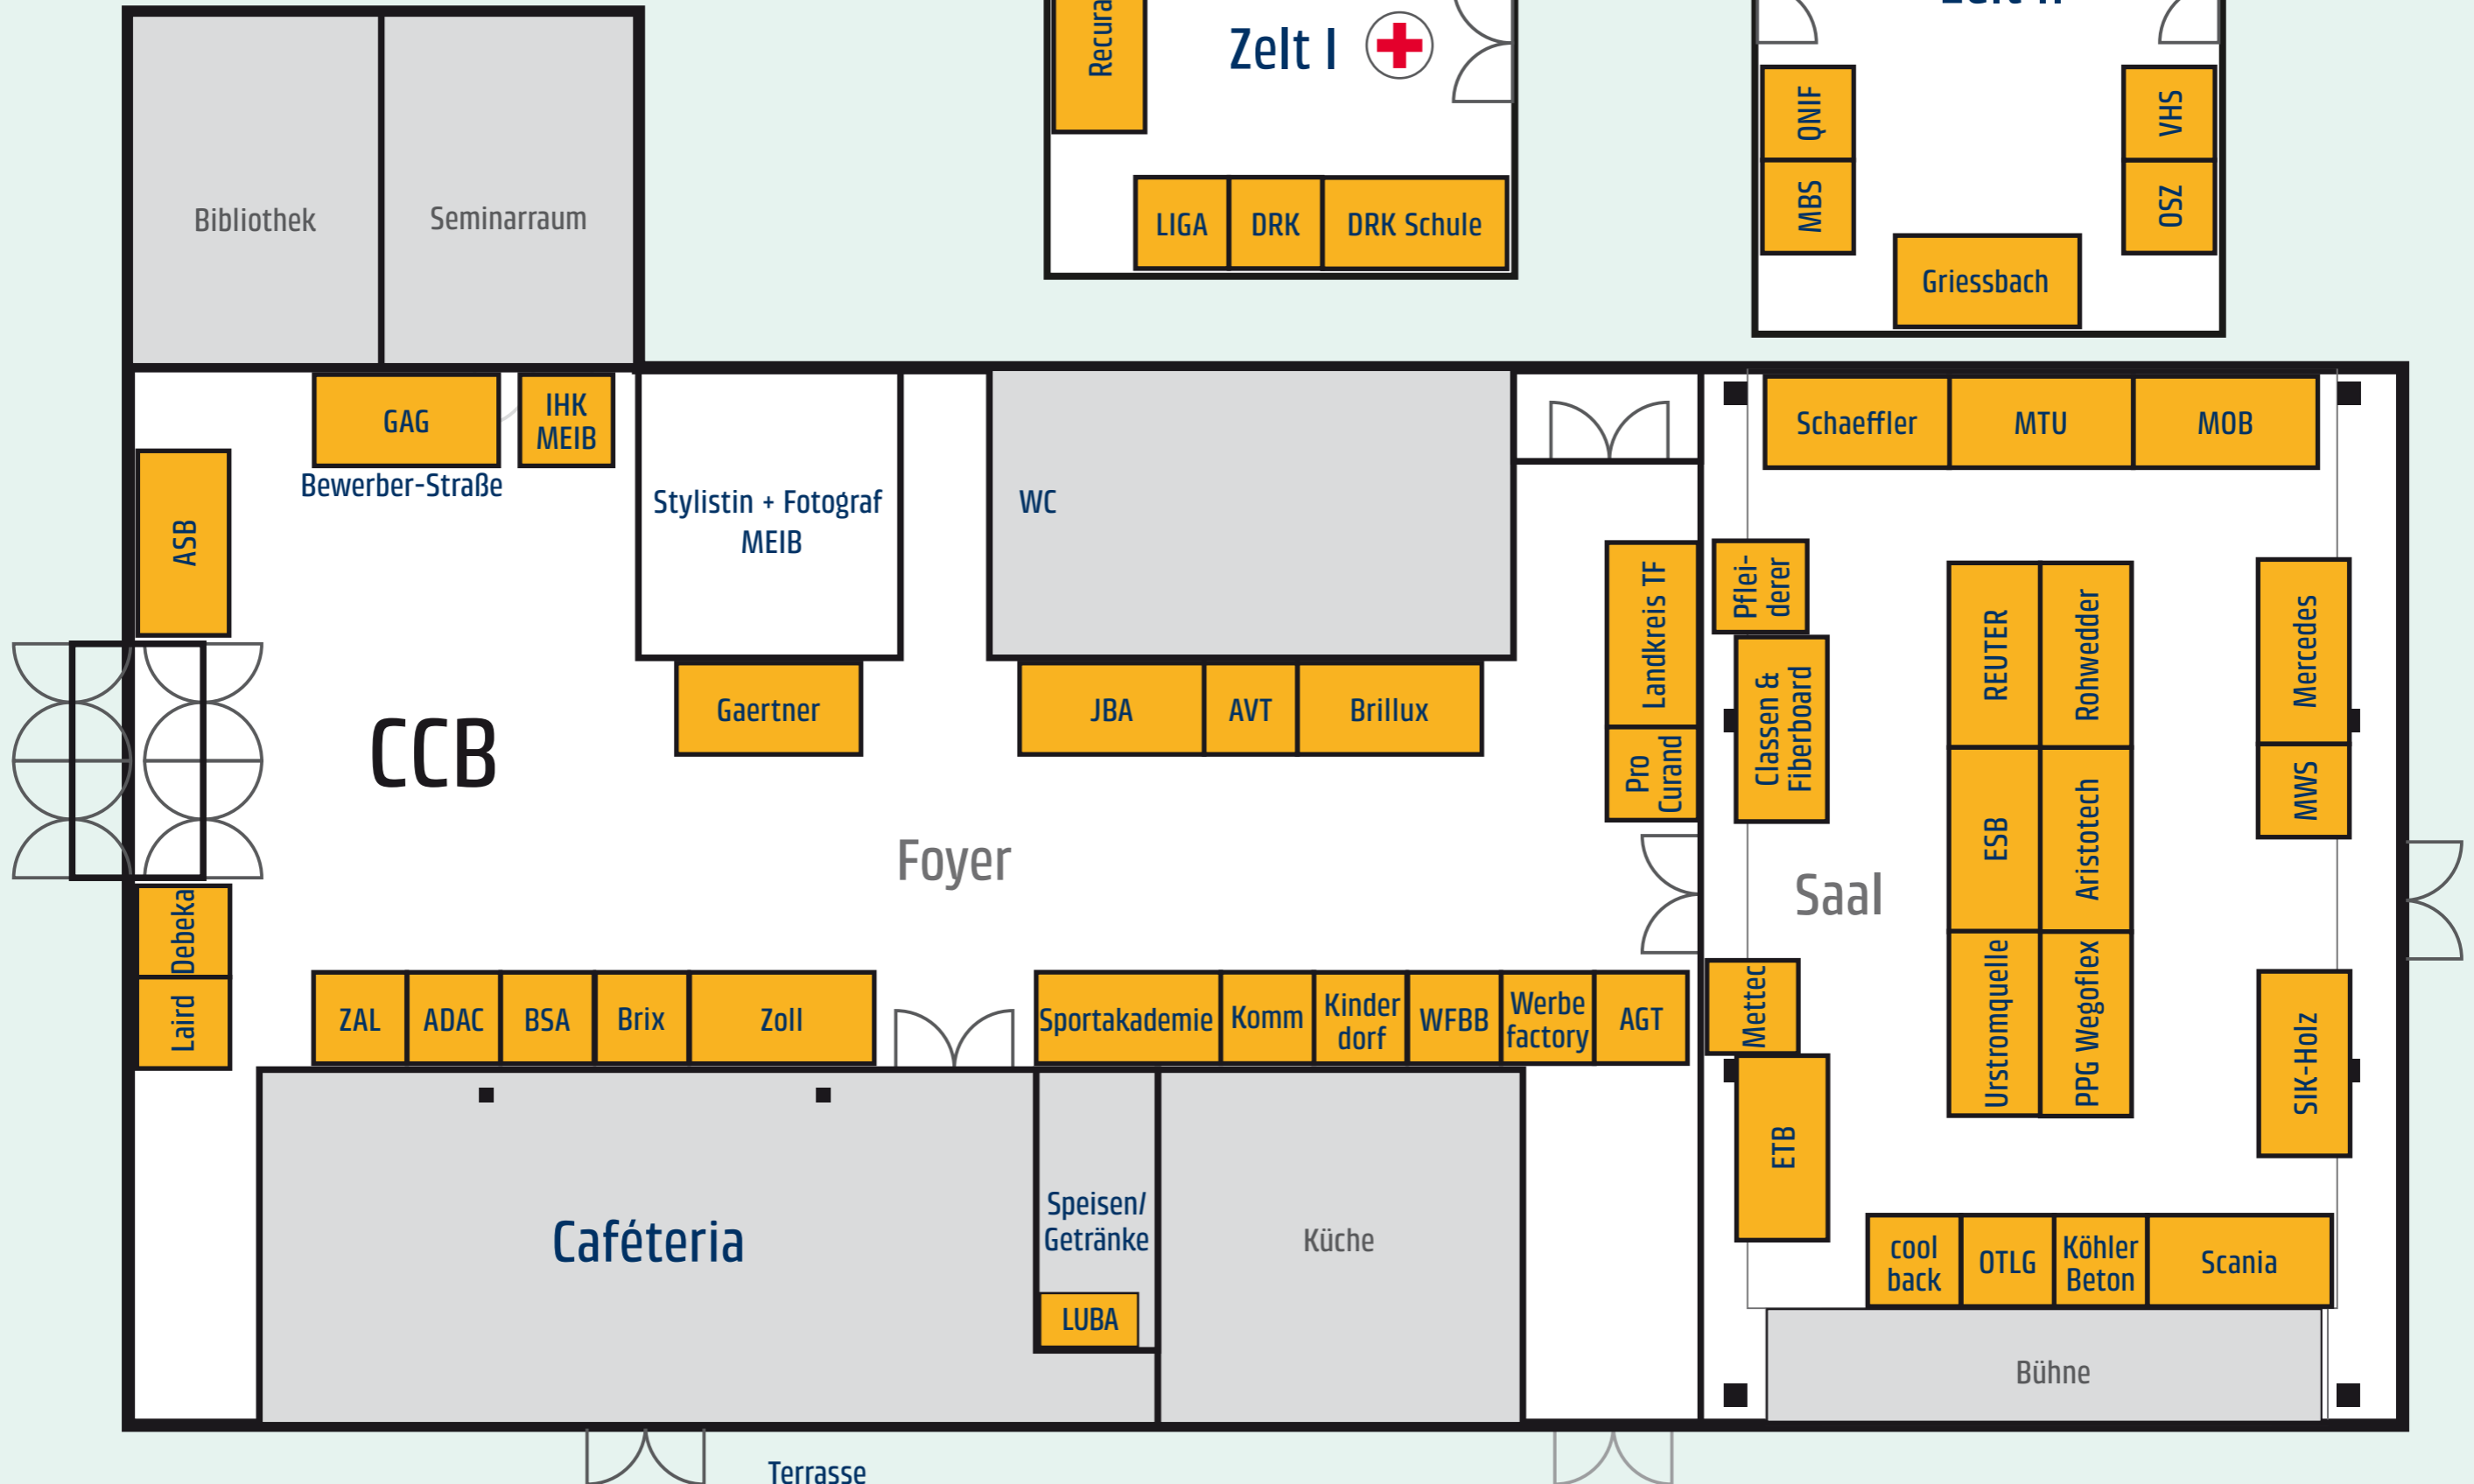 Zelt I
Recura
LIGA
DRK
DRK Schule
QNIF
MBS
VHS
OSZ
Griessbach
Bibliothek
Seminarraum
GAG
IHK
MEIB
Bewerber-Straße
ASB
Stylistin + Fotograf
MEIB
WC
Gaertner
JBA
AVT
Brillux
Landkreis TF
Pro
Curand
CCB
Foyer
Debeka
Laird
ZAL
ADAC
BSA
Brix
Zoll
Sportakademie
Komm
Kinder
dorf
WFBB
Werbe
factory
AGT
Caféteria
Speisen/
Getränke
LUBA
Küche
Terrasse
Schaeffler
MTU
MOB
Pflei-
derer
Classen &
Fiberboard
REUTER
Rohwedder
Mercedes
MWS
ESB
Aristotech
Saal
Mettec
ETB
Urstromquelle
PPG Wegoflex
SIK-Holz
cool
back
OTLG
Köhler
Beton
Scania
Bühne